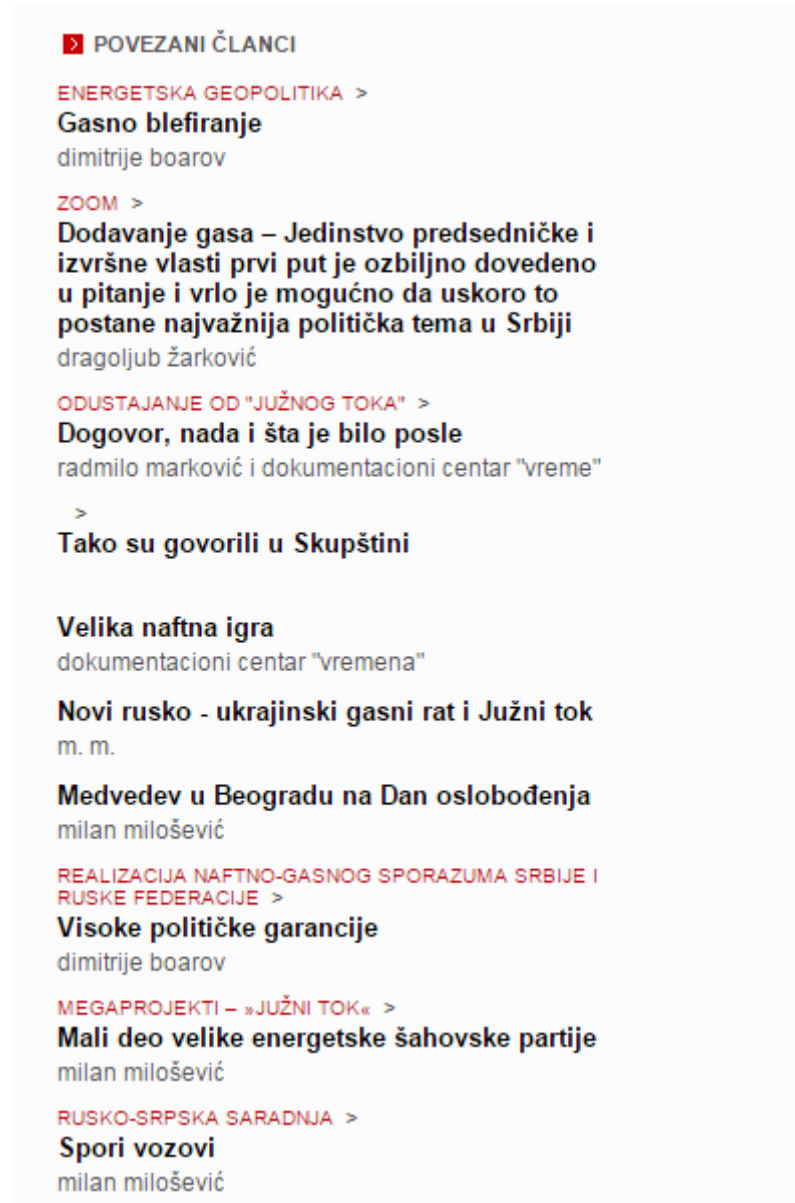 POVEZANI ČLANCI
ENERGETSKA GEOPOLITIKA >
Gasno blefiranje
dimitrije boarov
ZOOM >
Dodavanje gasa – Jedinstvo predsedničke i
izvršne vlasti prvi put je ozbiljno dovedeno
u pitanje i vrlo je mogućno da uskoro to
postane najvažnija politička tema u Srbiji
dragoljub žarković
ODUSTAJANJE OD "JUŽNOG TOKA" >
Dogovor, nada i šta je bilo posle
radmilo marković i dokumentacioni centar "vreme"
>
Tako su govorili u Skupštini
Velika naftna igra
dokumentacioni centar "vremena"
Novi rusko - ukrajinski gasni rat i Južni tok
m. m.
Medvedev u Beogradu na Dan oslobođenja
milan milošević
REALIZACIJA NAFTNO-GASNOG SPORAZUMA SRBIJE I
RUSKE FEDERACIJE >
Visoke političke garancije
dimitrije boarov
MEGAPROJEKTI – »JUŽNI TOK« >
Mali deo velike energetske šahovske partije
milan milošević
RUSKO-SRPSKA SARADNJA >
Spori vozovi
milan milošević